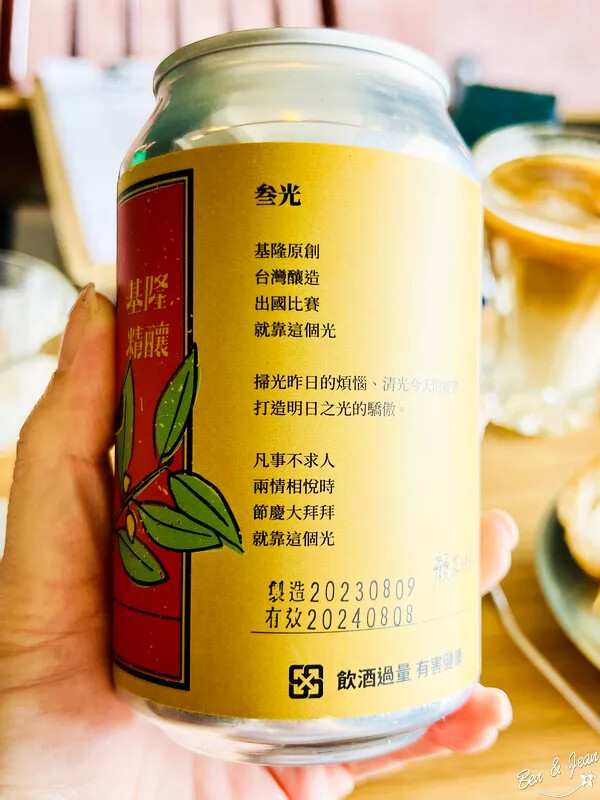 叁光
基隆原創
台灣釀造
出國比賽
就靠這個光
掃光昨日的煩惱、清光今天的
打造明日之光的驕傲。
凡事不求人
兩情相悅時
節慶大拜拜
就靠這個光
製造20230809
有效20240808
飲酒過量 有害健康
基隆
精釀
Ben & Jean